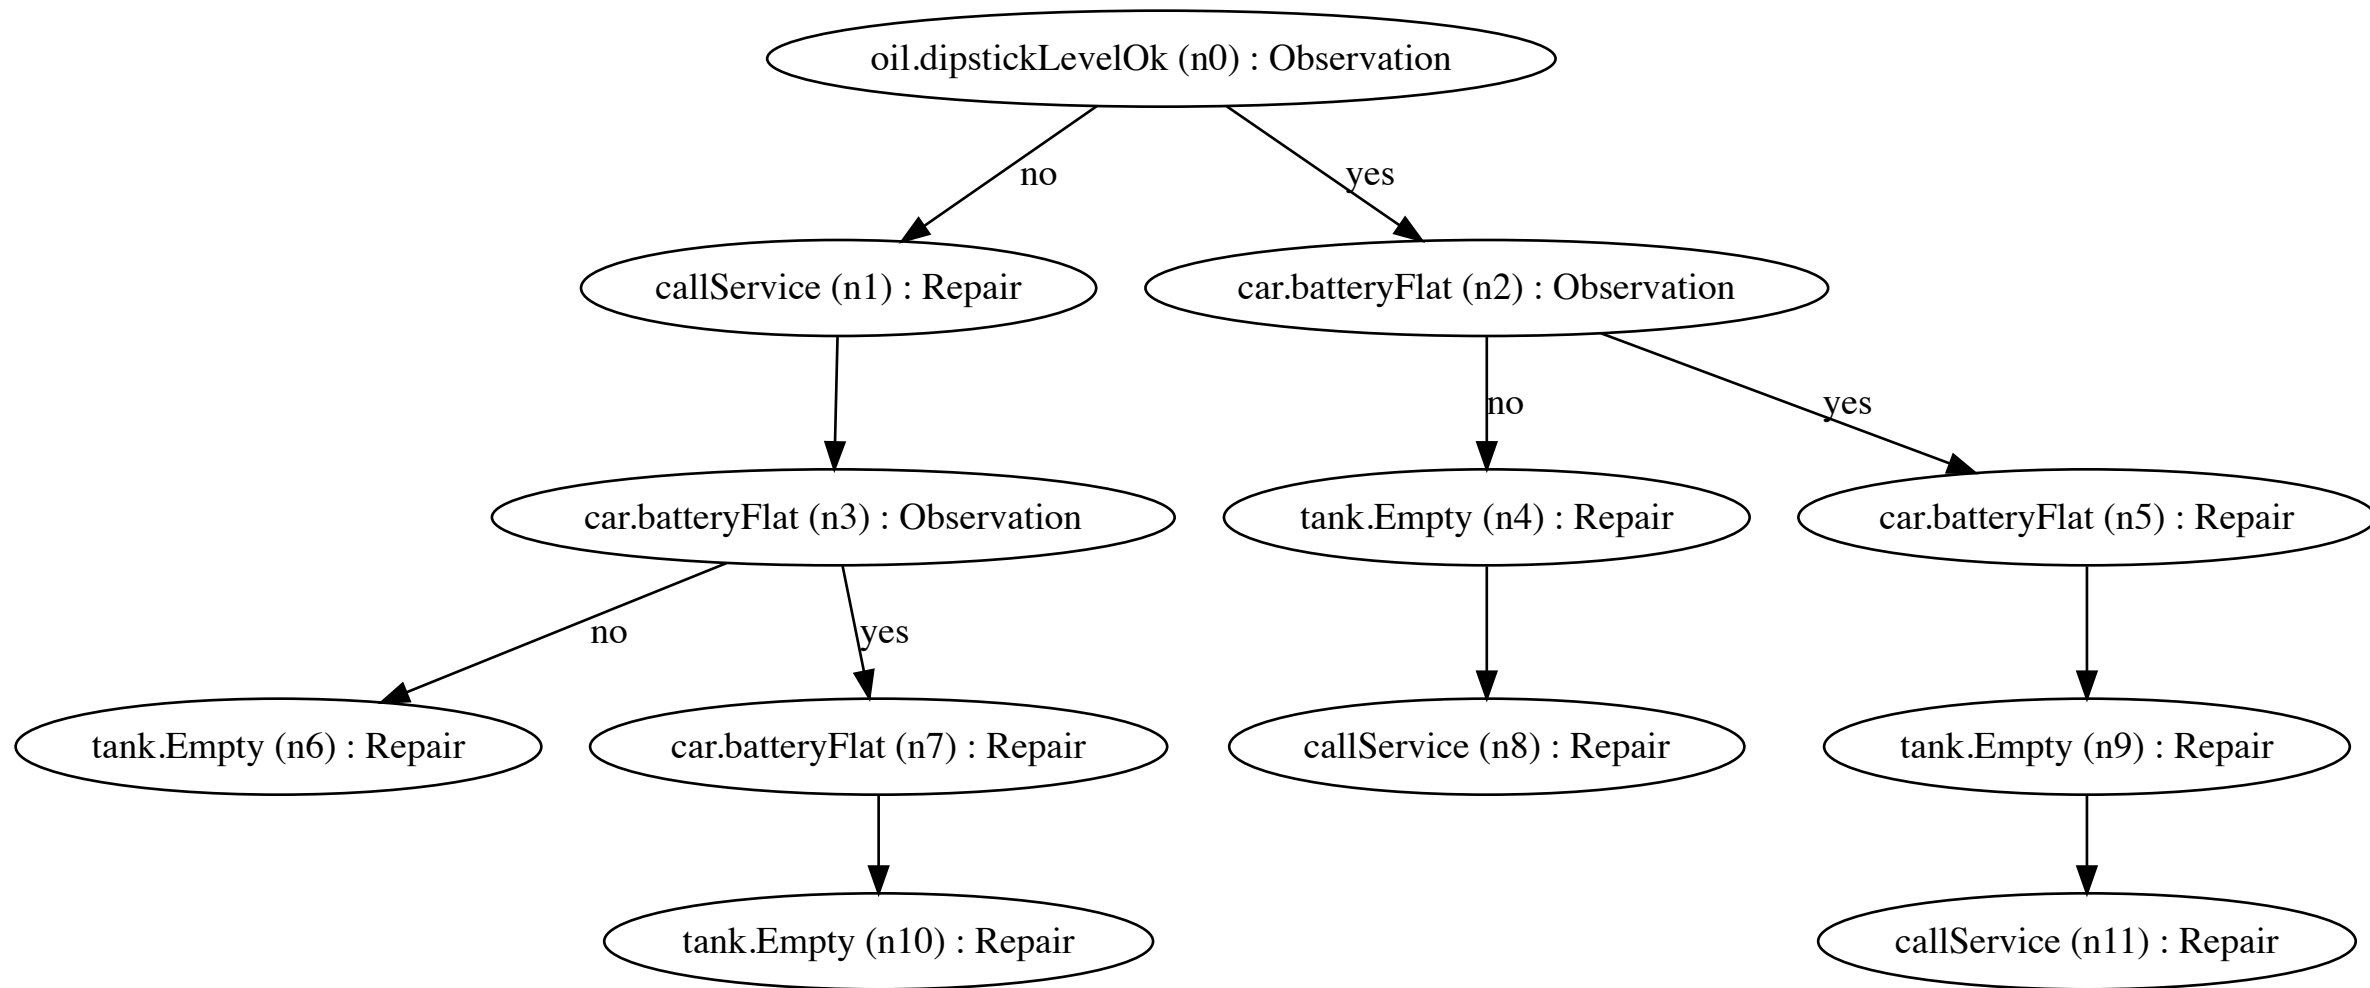 oil.dipstickLevelOk (n0) : Observation
no
yes
callService (n1) : Repair
car.batteryFlat (n2) : Observation
no
yes
car.batteryFlat (n3) : Observation
tank.Empty (n4) : Repair
car.batteryFlat (n5) : Repair
no
yes
tank.Empty (n6) : Repair
car.batteryFlat (n7) : Repair
callService (n8) : Repair
tank.Empty (n9) : Repair
tank.Empty (n10) : Repair
callService (n11) : Repair